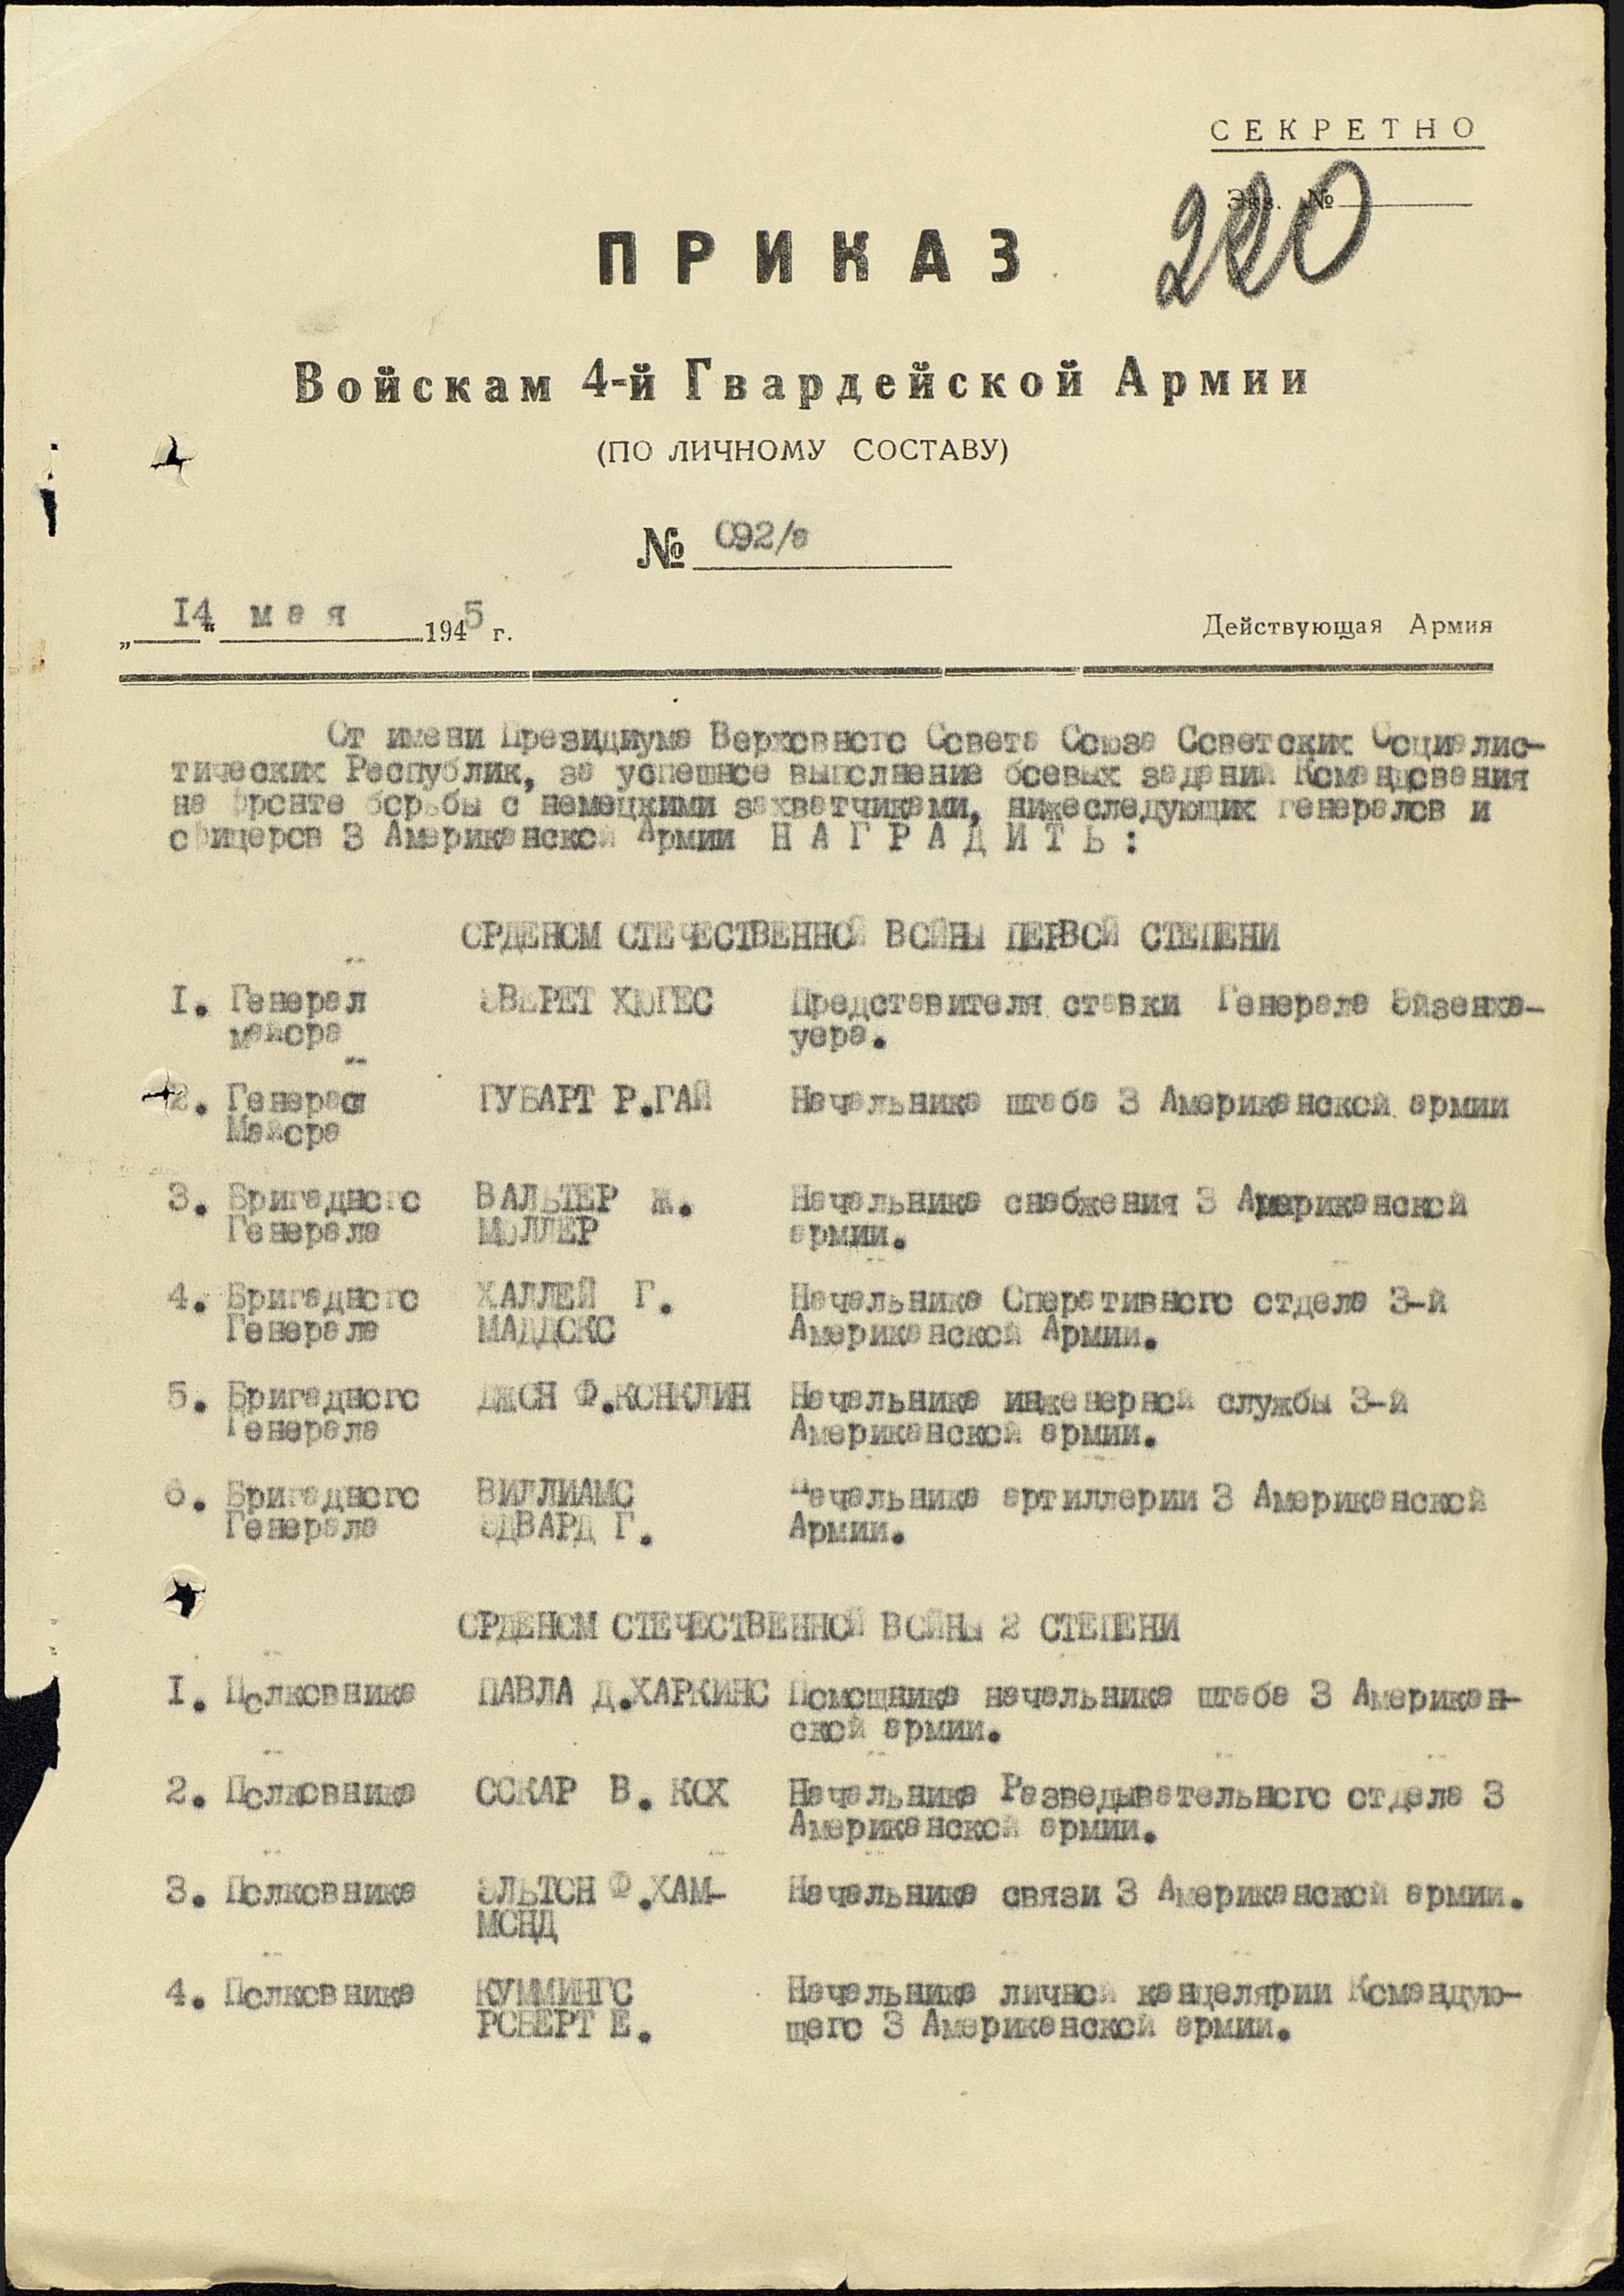 СЕКРЕТНО
Экз. №
220
ПРИКАЗ
Войскам 4-й Гвардейской Армии
(ПО ЛИЧНОМУ СОСТАВУ)
№ 092/н
„14“ мая 1945 г.
Действующая Армия
От имени Президиума Верховного Совета Союза Советских Социалис-
тических Республик, за успешное выполнение боевых заданий Командования
на фронте борьбы с немецкими захватчиками, нижеследующих генералов и
офицеров 3 Американской Армии НАГРАДИТЬ:
ОРДЕНОМ ОТЕЧЕСТВЕННОЙ ВОЙНЫ ПЕРВОЙ СТЕПЕНИ
1. Генерал ЭВЕРЕТ ХЮГЕС Представителя ставки Генерала Эйзенха-
майора уера.
2. Генерал ГУБАРТ Р.ГАЙ Начальника штаба 3 Американской армии
Майора
3. Бригадного ВАЛЬТЕР Ж. Начальника снабжения 3 Американской
Генерала МОЛЛЕР армии.
4. Бригадного ХАЛЛЕЙ Г. Начальника Оперативного отдела 3-й
Генерала МАДДОКС Американской Армии.
5. Бригадного ДЖОН Ф.КОНКЛИН Начальника инженерной службы 3-й
Генерала Американской армии.
6. Бригадного ВИЛЛИАМС Начальника артиллерии 3 Американской
Генерала ЭДВАРД Г. Армии.
ОРДЕНОМ ОТЕЧЕСТВЕННОЙ ВОЙНЫ 2 СТЕПЕНИ
1. Полковника ПАВЛА Д.ХАРКИНС Помощника начальника штаба 3 Американ-
ской армии.
2. Полковника ОСКАР В. КОХ Начальника Разведывательного отдела 3
Американской армии.
3. Полковника ЭЛЬТОН Ф.ХАМ- Начальника связи 3 Американской армии.
МОНД
4. Полковника КУММИНГС Начальника личной канцелярии Командую-
РОБЕРТ Е. щего 3 Американской армии.